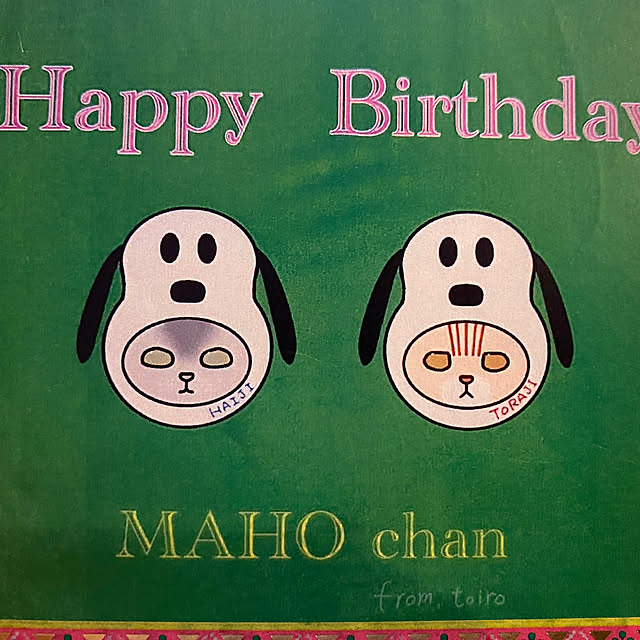 Happy Birthday
HAIJI
TORAJI
MAHO chan
from. toiro